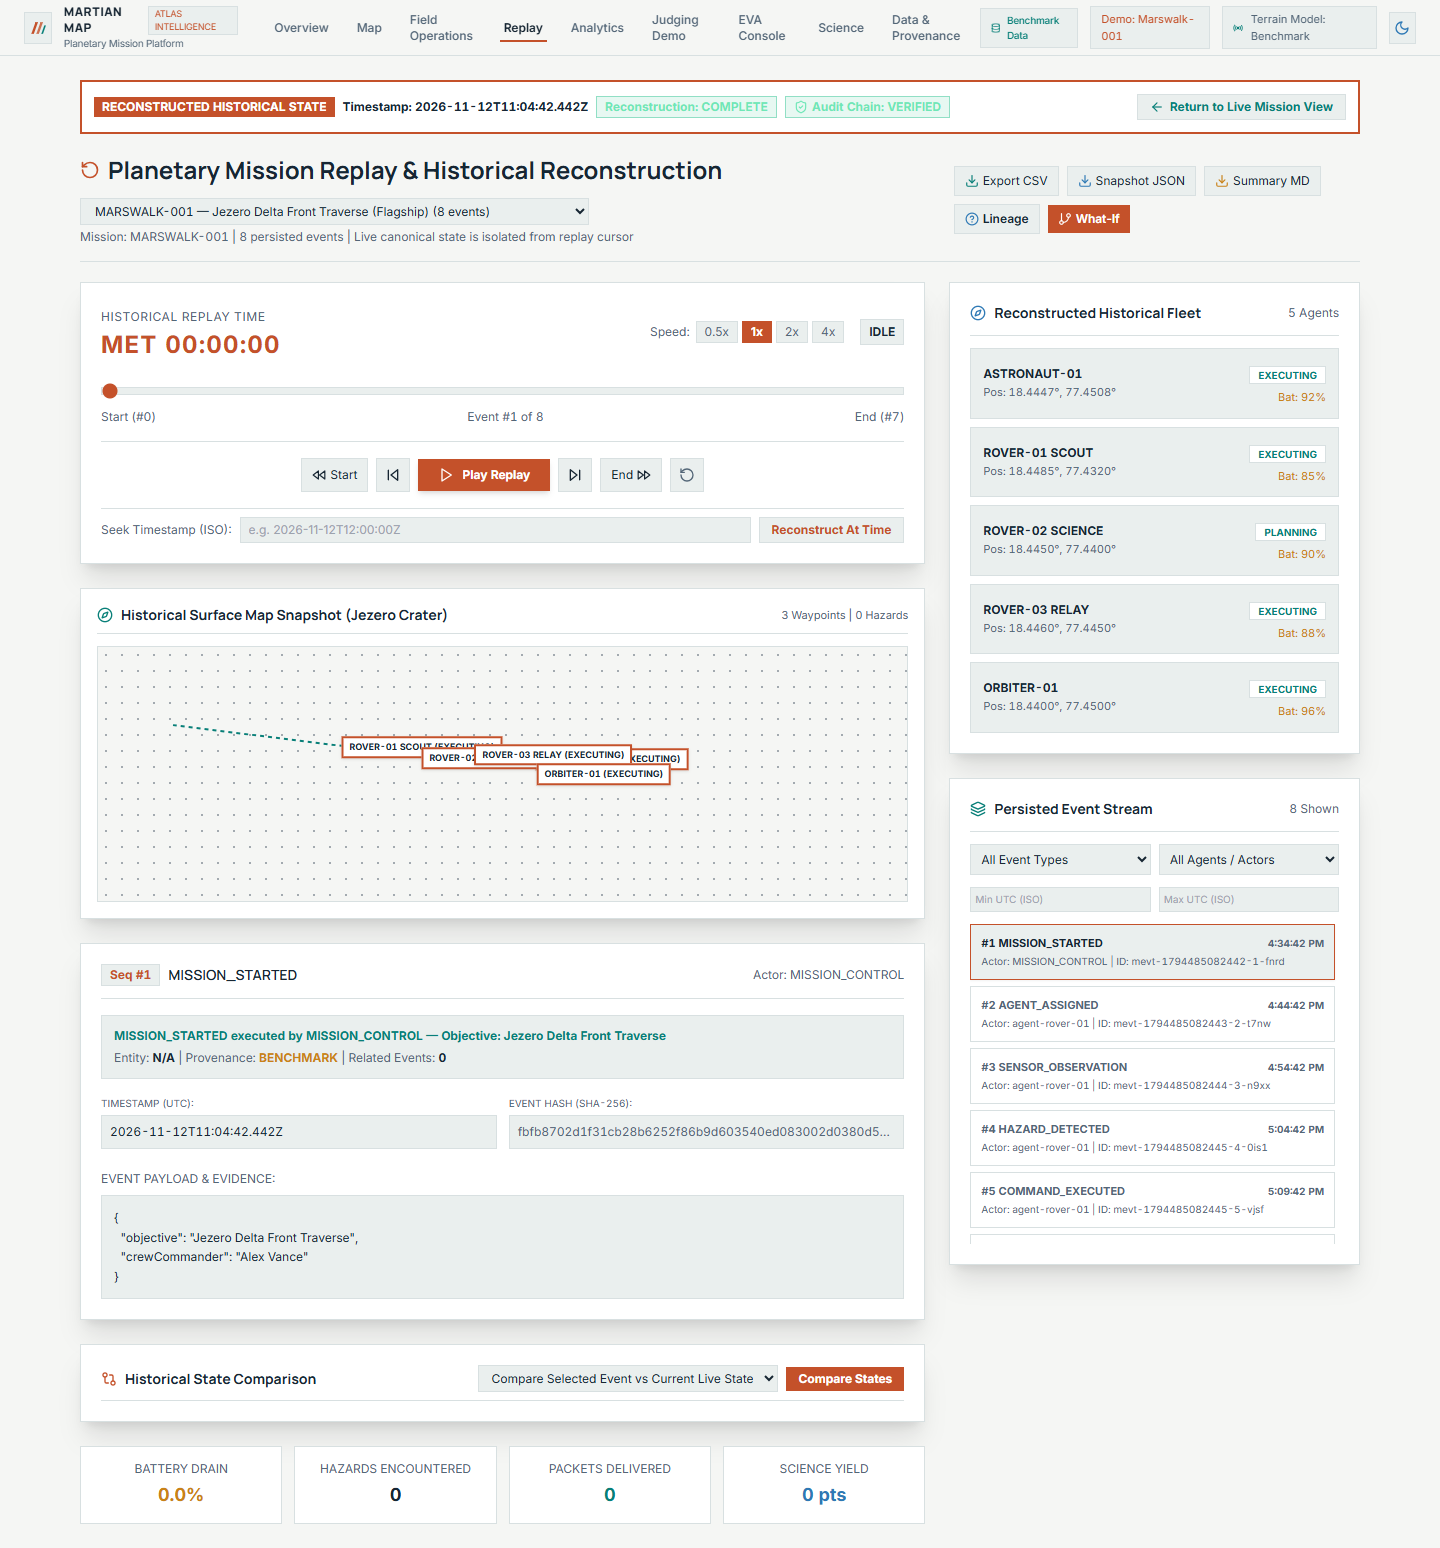 MARTIAN MAP
ATLAS INTELLIGENCE
Planetary Mission Platform
Overview
Map
Field Operations
Replay
Analytics
Judging Demo
EVA Console
Science
Data & Provenance
Benchmark Data
Demo: Marswalk-001
Terrain Model: Benchmark
RECONSTRUCTED HISTORICAL STATE
Timestamp: 2026-11-12T11:04:42.442Z
Reconstruction: COMPLETE
Audit Chain: VERIFIED
Return to Live Mission View
Planetary Mission Replay & Historical Reconstruction
MARSWALK-001 — Jezero Delta Front Traverse (Flagship) (8 events)
Mission: MARSWALK-001 | 8 persisted events | Live canonical state is isolated from replay cursor
Export CSV
Snapshot JSON
Summary MD
Lineage
What-If
HISTORICAL REPLAY TIME
MET 00:00:00
Speed: 0.5x 1x 2x 4x IDLE
Start (#0) Event #1 of 8 End (#7)
Start
Play Replay
End
Seek Timestamp (ISO): e.g. 2026-11-12T12:00:00Z Reconstruct At Time
Historical Surface Map Snapshot (Jezero Crater)
3 Waypoints | 0 Hazards
ROVER-01 SCOUT
ROVER-02
ROVER-03 RELAY (EXECUTING)
ORBITER-01 (EXECUTING)
Seq #1 MISSION_STARTED Actor: MISSION_CONTROL
MISSION_STARTED executed by MISSION_CONTROL — Objective: Jezero Delta Front Traverse
Entity: N/A | Provenance: BENCHMARK | Related Events: 0
TIMESTAMP (UTC):
2026-11-12T11:04:42.442Z
EVENT HASH (SHA-256):
fbfb8702d1f31cb28b6252f86b9d603540ed083002d0380d5...
EVENT PAYLOAD & EVIDENCE:
{
"objective": "Jezero Delta Front Traverse",
"crewCommander": "Alex Vance"
}
Historical State Comparison
Compare Selected Event vs Current Live State
Compare States
BATTERY DRAIN
0.0%
HAZARDS ENCOUNTERED
0
PACKETS DELIVERED
0
SCIENCE YIELD
0 pts
Reconstructed Historical Fleet
5 Agents
ASTRONAUT-01
EXECUTING
Pos: 18.4447°, 77.4508°
Bat: 92%
ROVER-01 SCOUT
EXECUTING
Pos: 18.4485°, 77.4320°
Bat: 85%
ROVER-02 SCIENCE
PLANNING
Pos: 18.4450°, 77.4400°
Bat: 90%
ROVER-03 RELAY
EXECUTING
Pos: 18.4460°, 77.4450°
Bat: 88%
ORBITER-01
EXECUTING
Pos: 18.4400°, 77.4500°
Bat: 96%
Persisted Event Stream
8 Shown
All Event Types
All Agents / Actors
Min UTC (ISO)
Max UTC (ISO)
#1 MISSION_STARTED 4:34:42 PM
Actor: MISSION_CONTROL | ID: mevt-1794485082442-1-fnrd
#2 AGENT_ASSIGNED 4:44:42 PM
Actor: agent-rover-01 | ID: mevt-1794485082443-2-t7nw
#3 SENSOR_OBSERVATION 4:54:42 PM
Actor: agent-rover-01 | ID: mevt-1794485082444-3-n9xx
#4 HAZARD_DETECTED 5:04:42 PM
Actor: agent-rover-01 | ID: mevt-1794485082445-4-0is1
#5 COMMAND_EXECUTED 5:09:42 PM
Actor: agent-rover-01 | ID: mevt-1794485082445-5-vjsf